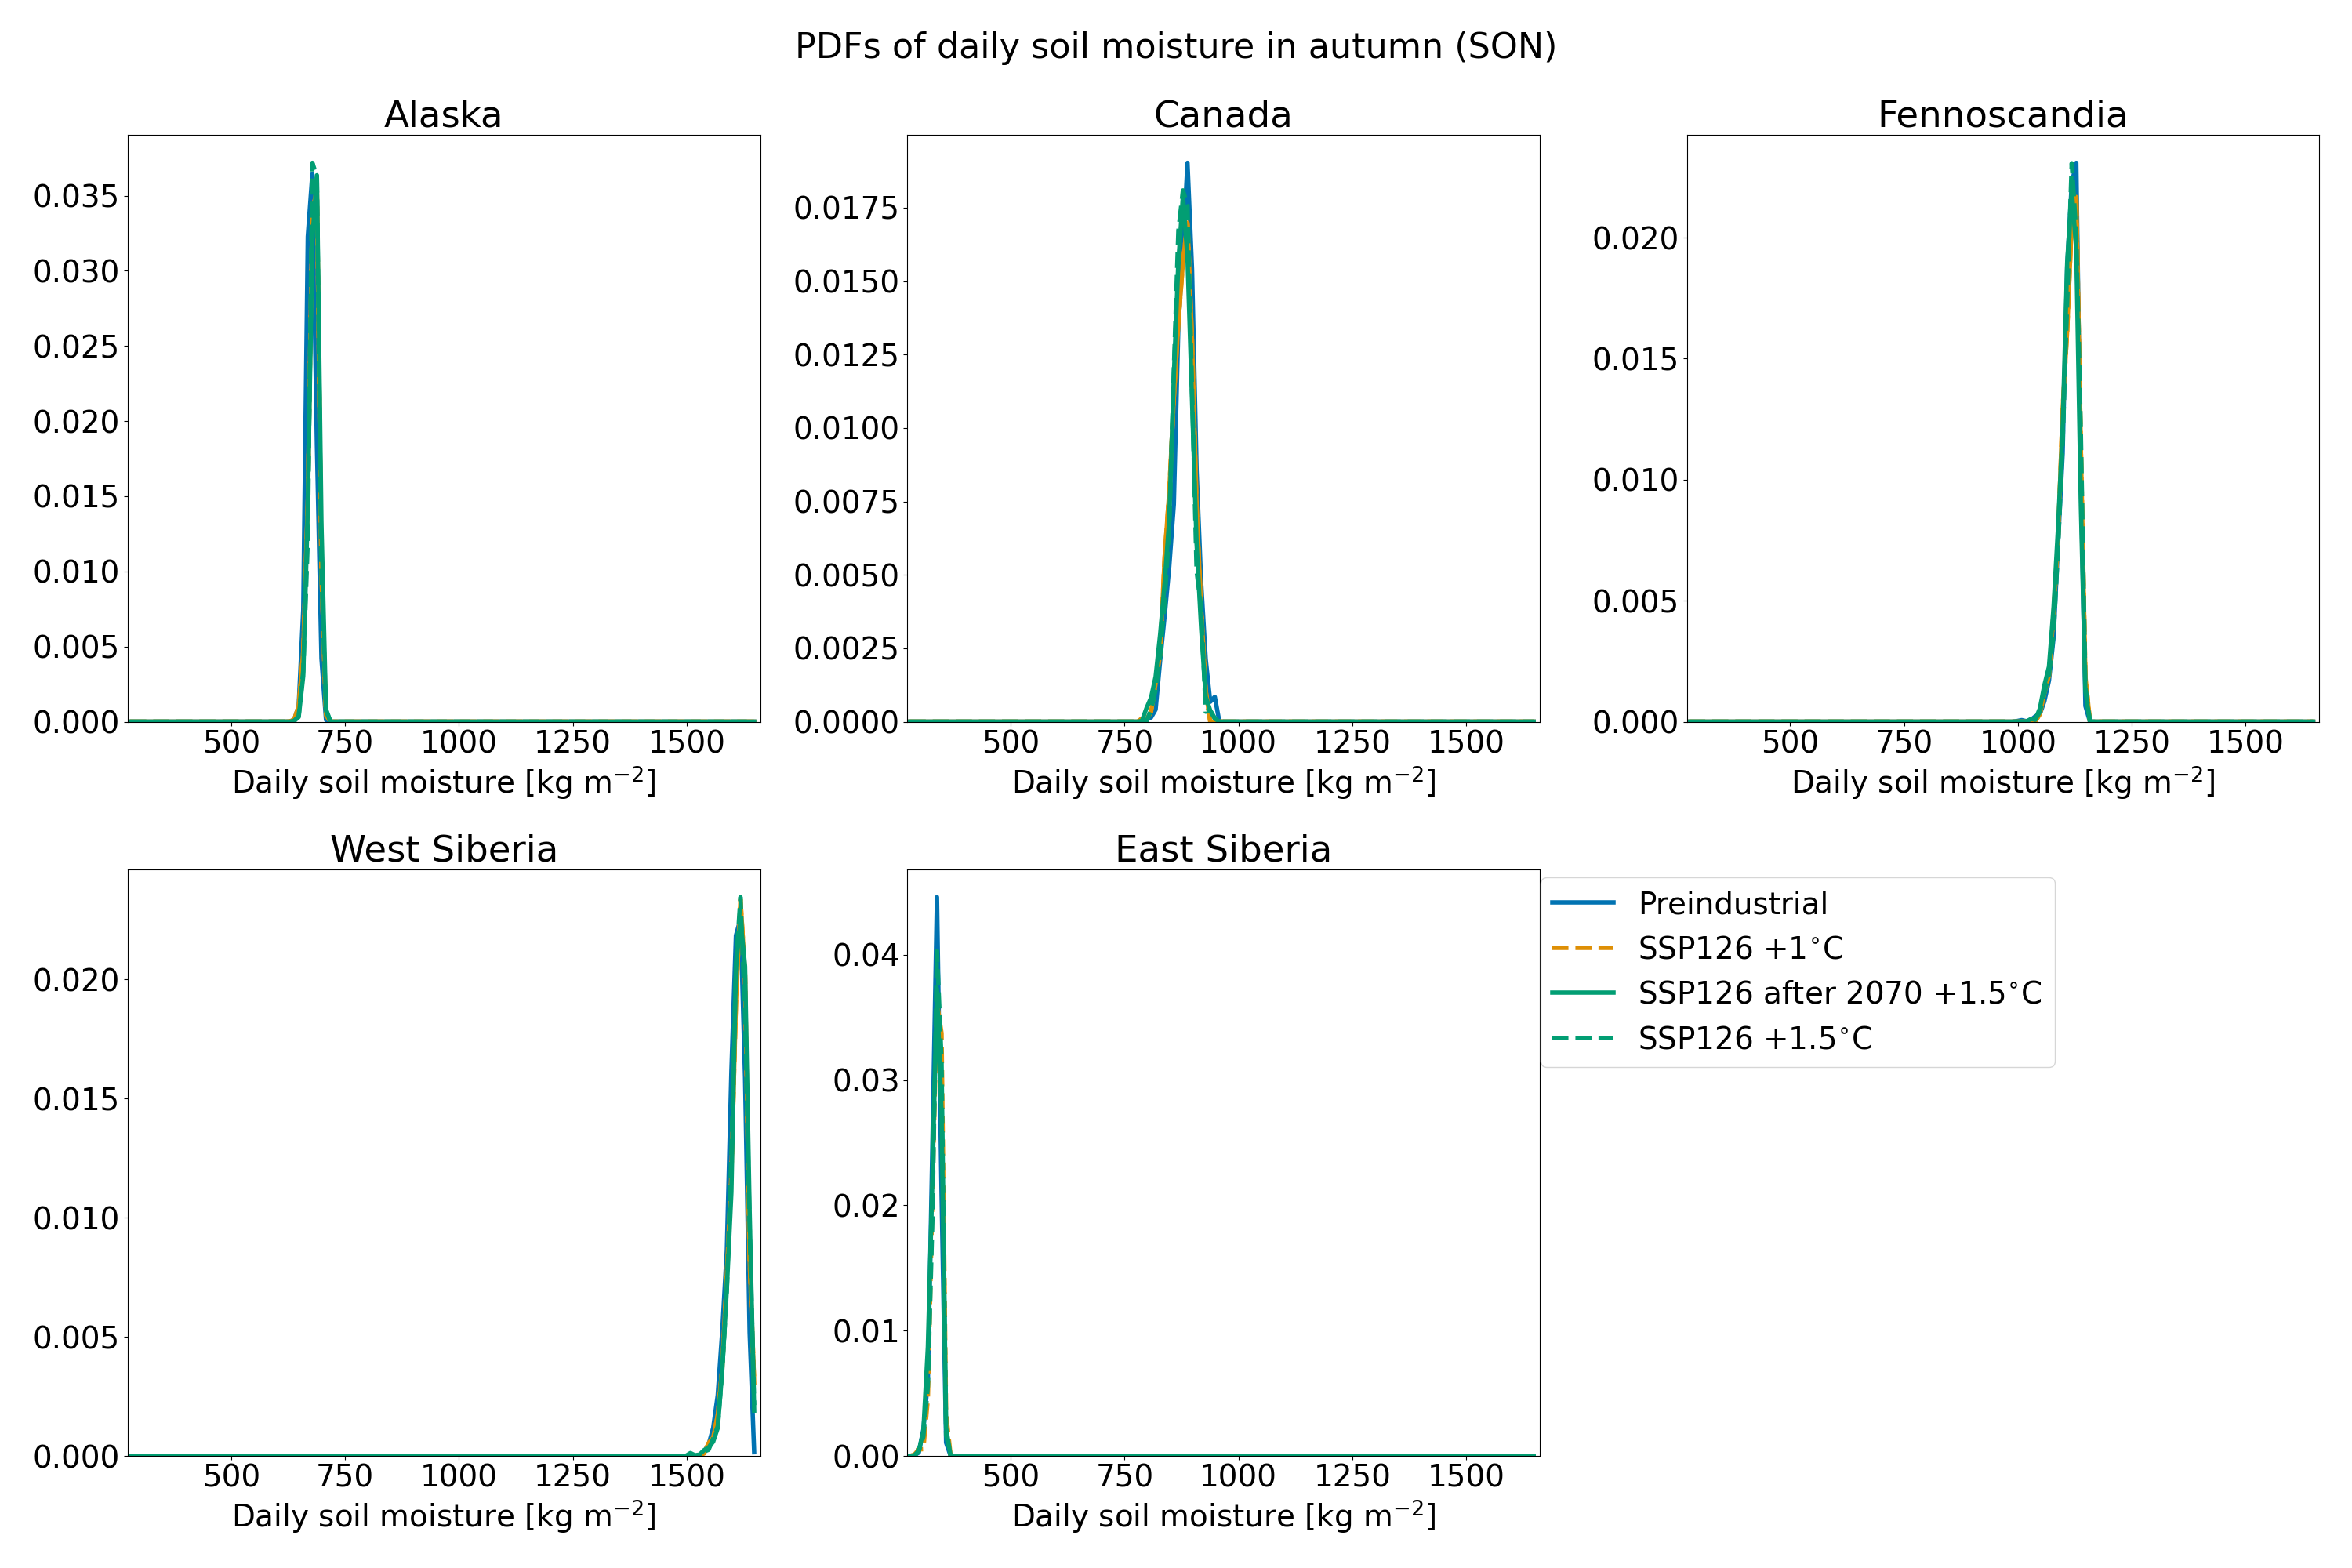 PDFs of daily soil moisture in autumn (SON)
Alaska
0.035
0.030
0.025
0.020
0.015
0.010
0.005
0.000
500 750 1000 1250 1500
Daily soil moisture [kg m⁻²]
Canada
0.0175
0.0150
0.0125
0.0100
0.0075
0.0050
0.0025
0.0000
500 750 1000 1250 1500
Daily soil moisture [kg m⁻²]
Fennoscandia
0.020
0.015
0.010
0.005
0.000
500 750 1000 1250 1500
Daily soil moisture [kg m⁻²]
West Siberia
0.020
0.015
0.010
0.005
0.000
500 750 1000 1250 1500
Daily soil moisture [kg m⁻²]
East Siberia
0.04
0.03
0.02
0.01
0.00
500 750 1000 1250 1500
Daily soil moisture [kg m⁻²]
Preindustrial
SSP126 +1°C
SSP126 after 2070 +1.5°C
SSP126 +1.5°C